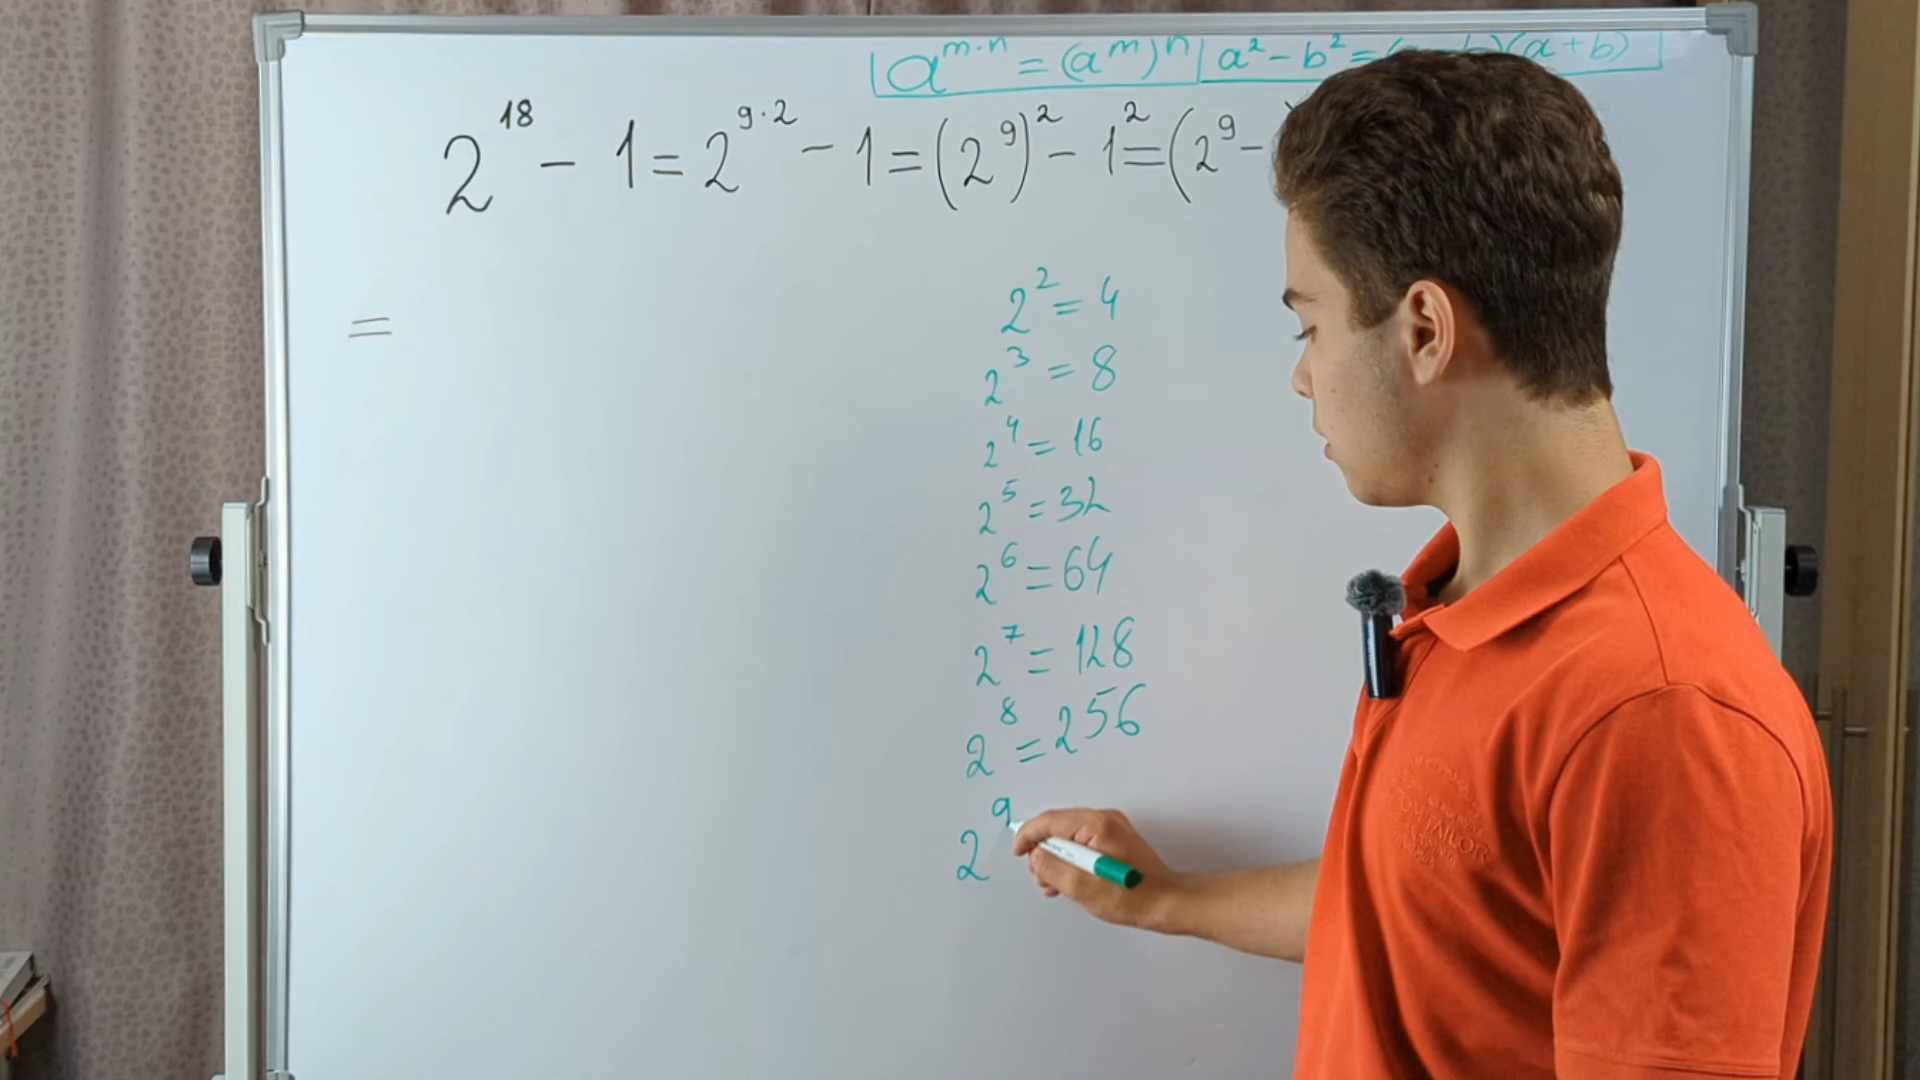 a^{m·n} = (a^m)^n a² - b² = (a + b)
2^{18} - 1 = 2^{9·2} - 1 = (2^9)² - 1² = (2^9 -
=
2² = 4
2³ = 8
2⁴ = 16
2⁵ = 32
2⁶ = 64
2⁷ = 128
2⁸ = 256
2⁹